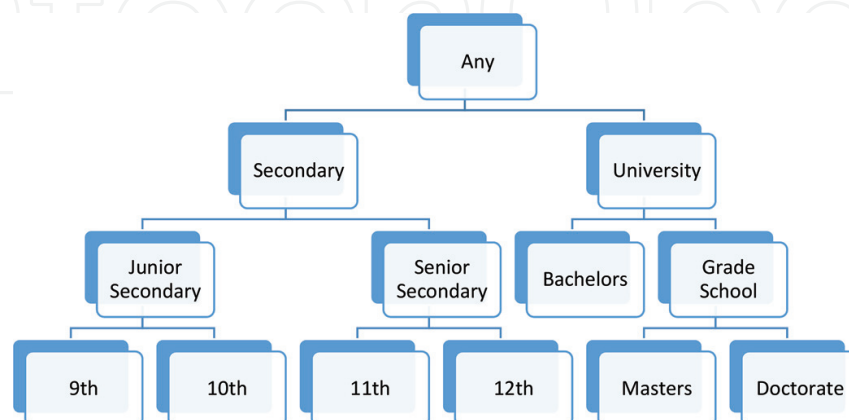 Any
Secondary
University
Junior
Secondary
Senior
Secondary
Bachelors
Grade
School
9th
10th
11th
12th
Masters
Doctorate